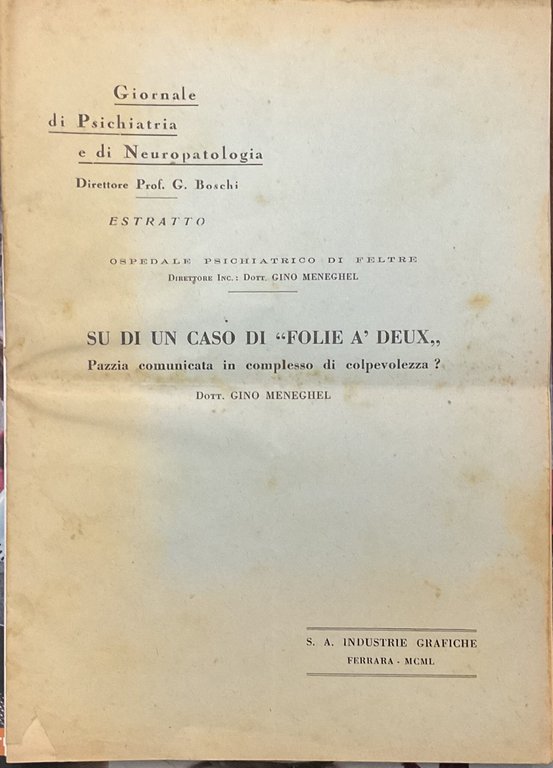 Giornale
di Psichiatria
e di Neuropatologia
Direttore Prof. G. Boschi
ESTRATTO
OSPEDALE PSICHIATRICO DI FELTRE
Direttore Inc.: Dott. GINO MENEGHEL
SU DI UN CASO DI “FOLIE A' DEUX„
Pazzia comunicata in complesso di colpevolezza ?
Dott. GINO MENEGHEL
S. A. INDUSTRIE GRAFICHE
FERRARA - MCML